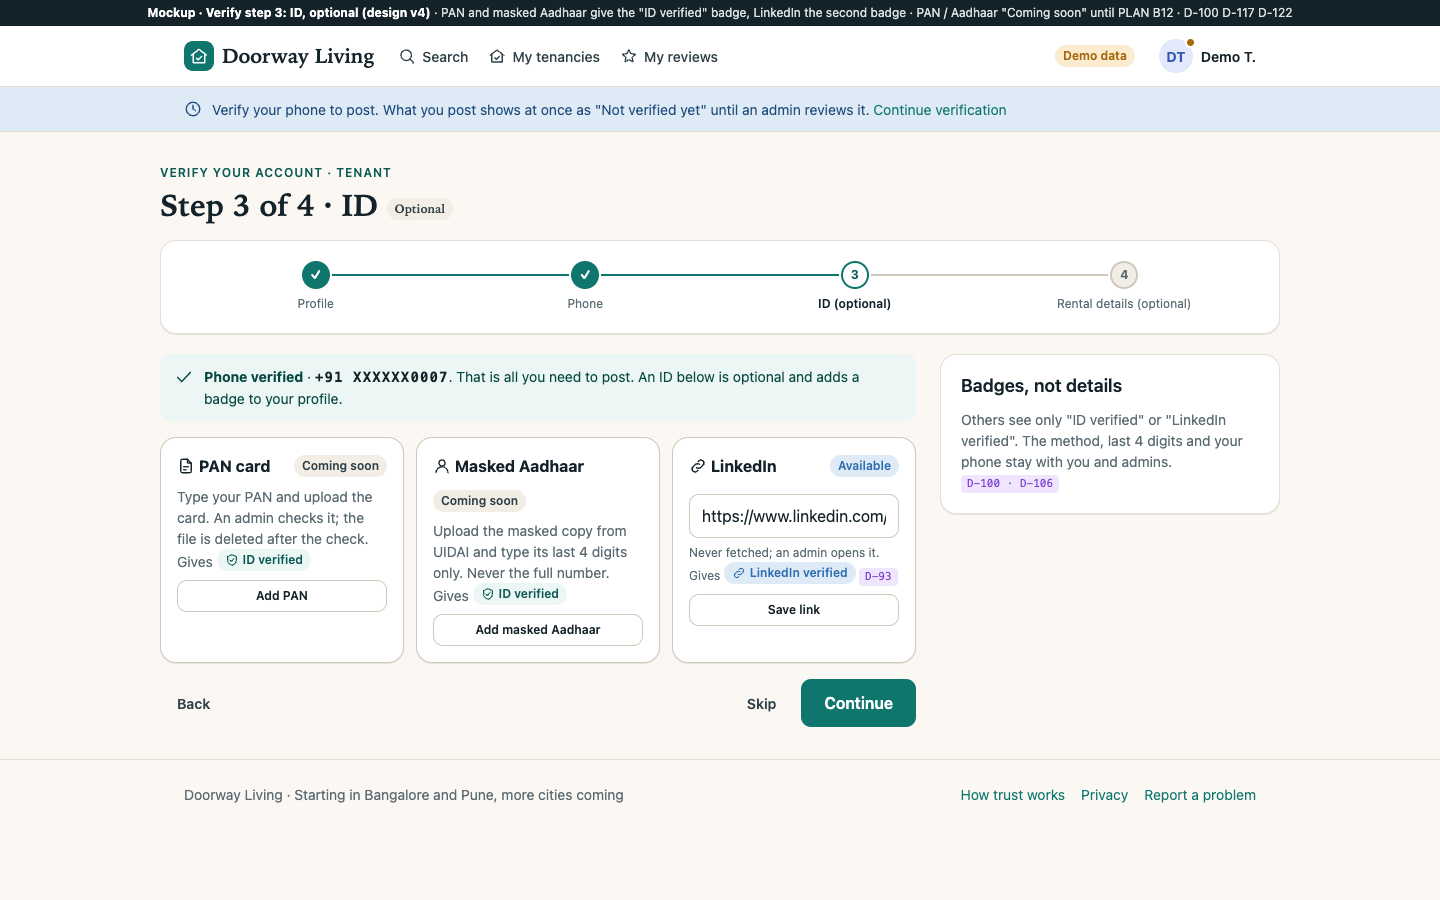 Mockup · Verify step 3: ID, optional (design v4) · PAN and masked Aadhaar give the "ID verified" badge, LinkedIn the second badge · PAN / Aadhaar "Coming soon" until PLAN B12 · D-100 D-117 D-122
Doorway Living
Search
My tenancies
My reviews
Demo data
DT
Demo T.
Verify your phone to post. What you post shows at once as "Not verified yet" until an admin reviews it. Continue verification
VERIFY YOUR ACCOUNT · TENANT
Step 3 of 4 · ID
Optional
3
4
Profile
Phone
ID (optional)
Rental details (optional)
Phone verified · +91 XXXXXX0007. That is all you need to post. An ID below is optional and adds a
badge to your profile.
PAN card
Coming soon
Type your PAN and upload the
card. An admin checks it; the
file is deleted after the check.
Gives ID verified
Add PAN
Masked Aadhaar
Coming soon
Upload the masked copy from
UIDAI and type its last 4 digits
only. Never the full number.
Gives ID verified
Add masked Aadhaar
LinkedIn
Available
https://www.linkedin.com/
Never fetched; an admin opens it.
Gives LinkedIn verified D-93
Save link
Badges, not details
Others see only "ID verified" or "LinkedIn
verified". The method, last 4 digits and your
phone stay with you and admins.
D-100 · D-106
Back
Skip
Continue
Doorway Living · Starting in Bangalore and Pune, more cities coming
How trust works
Privacy
Report a problem